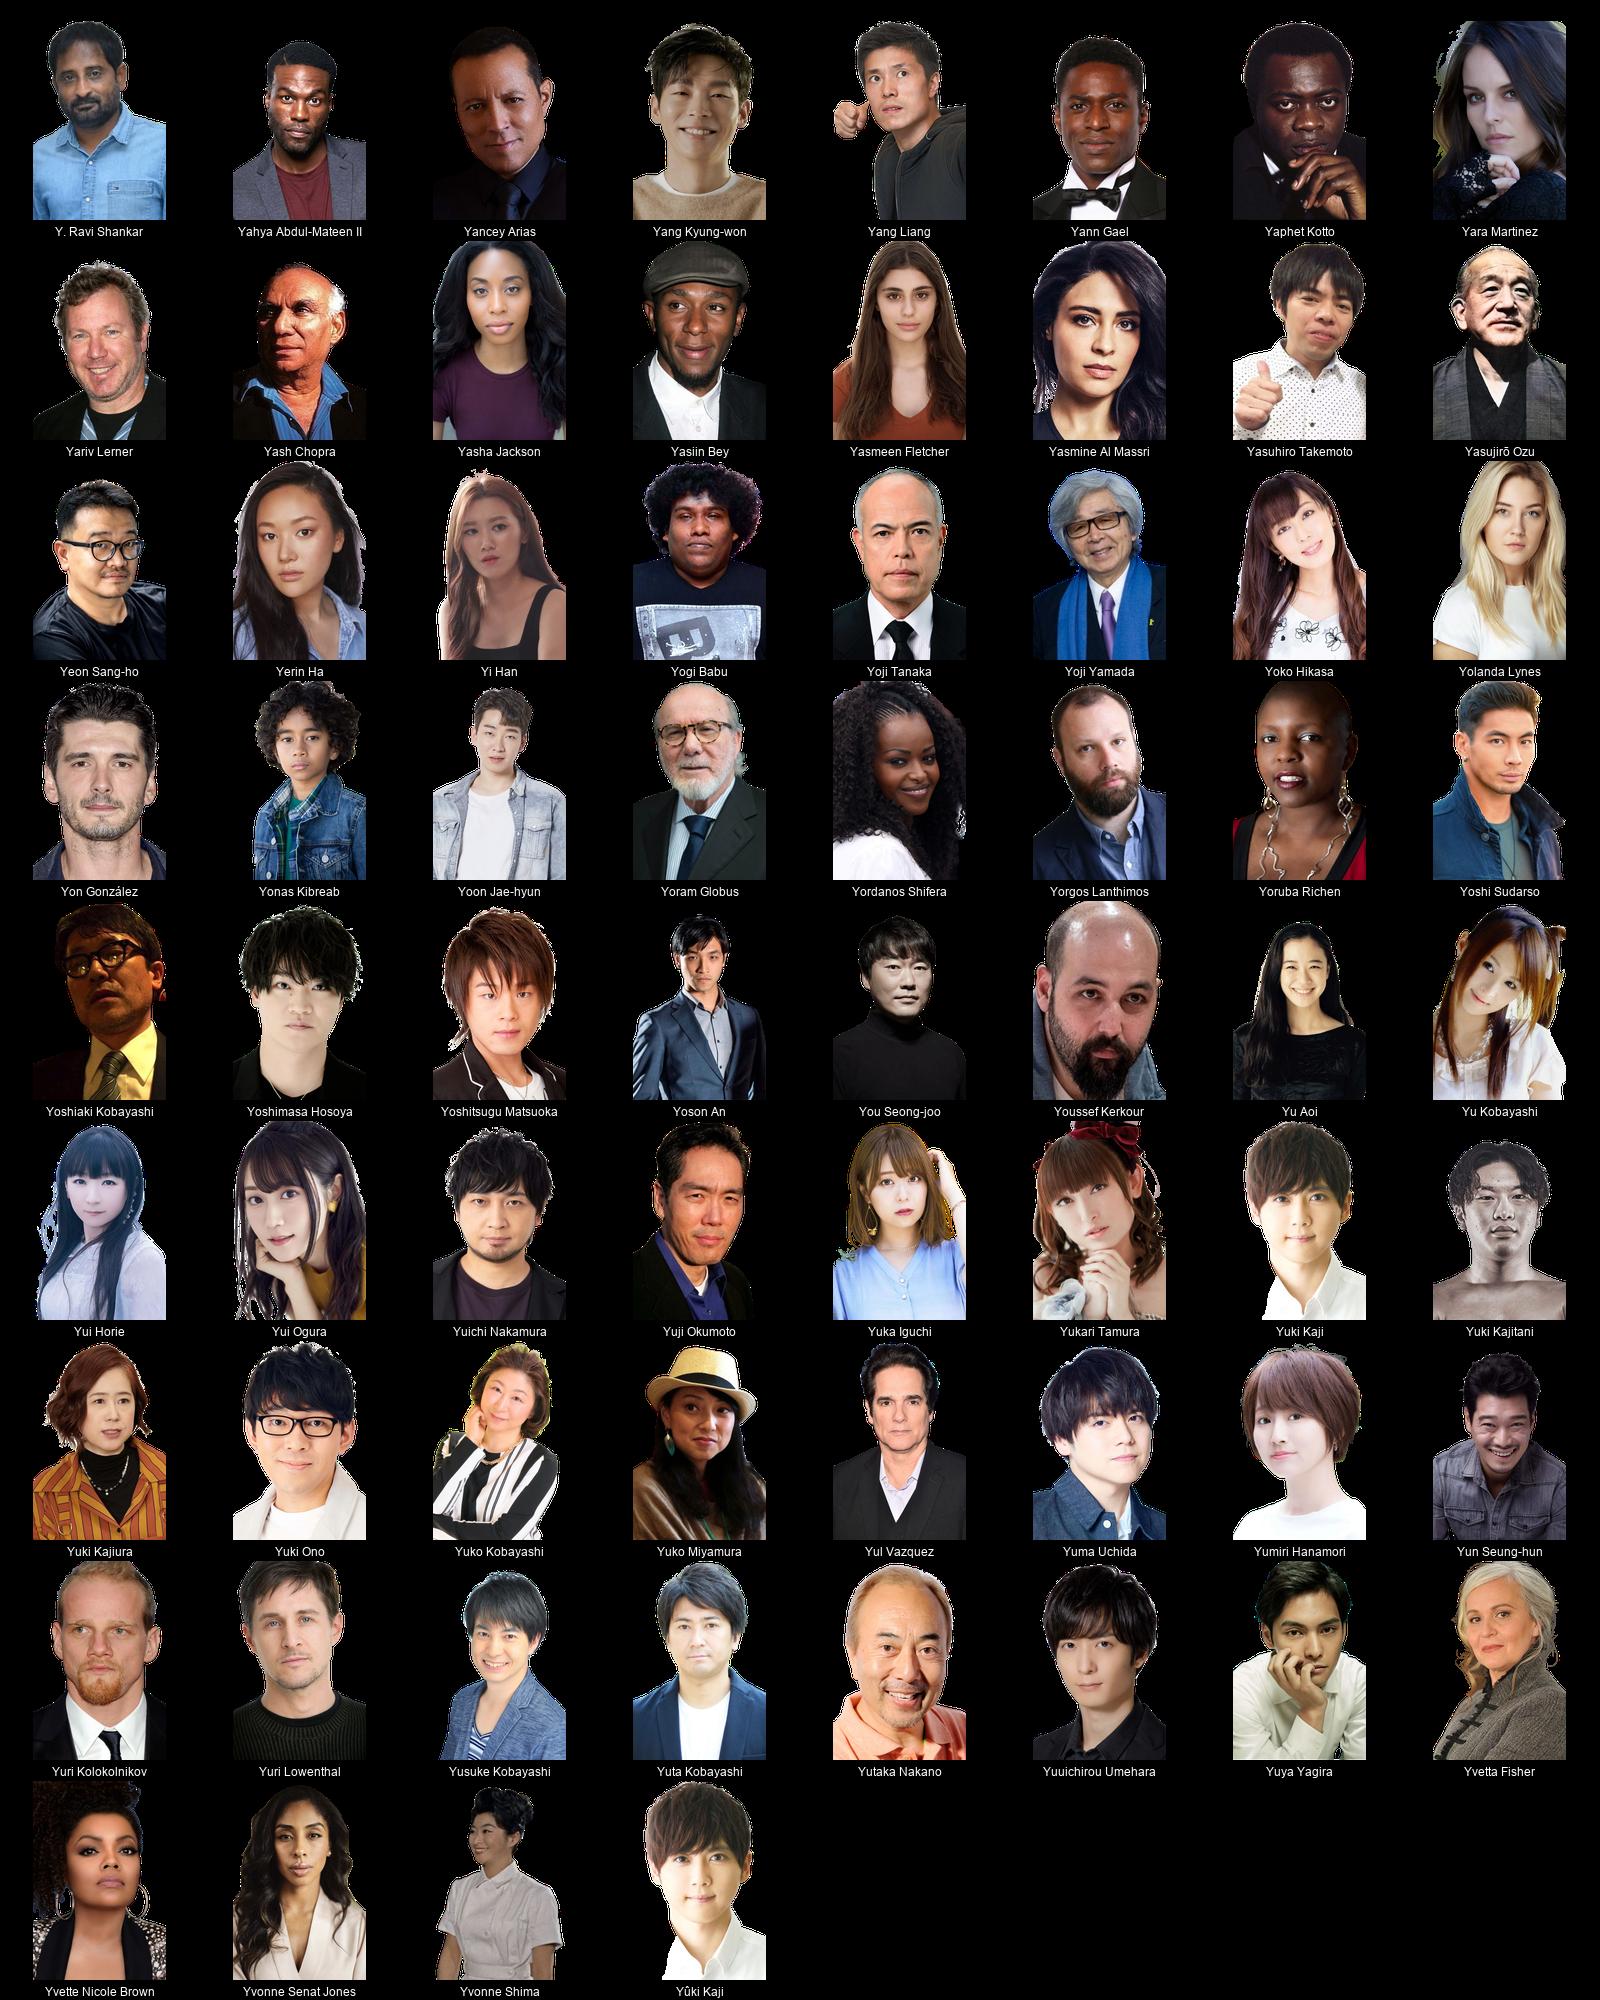 Y. Ravi Shankar
Yahya Abdul-Mateen II
Yancey Arias
Yang Kyung-won
Yang Liang
Yann Gael
Yaphet Kotto
Yara Martinez
Yariv Lerner
Yash Chopra
Yasha Jackson
Yasiin Bey
Yasmeen Fletcher
Yasmine Al Massri
Yasuhiro Takemoto
Yasujirō Ozu
Yeon Sang-ho
Yerin Ha
Yi Han
Yogi Babu
Yoji Tanaka
Yoji Yamada
Yoko Hikasa
Yolanda Lynes
Yon González
Yonas Kibreab
Yoon Jae-hyun
Yoram Globus
Yordanos Shifera
Yorgos Lanthimos
Yoruba Richen
Yoshi Sudarso
Yoshiaki Kobayashi
Yoshimasa Hosoya
Yoshitsugu Matsuoka
Yoson An
You Seong-joo
Youssef Kerkour
Yu Aoi
Yu Kobayashi
Yui Horie
Yui Ogura
Yuichi Nakamura
Yuji Okumoto
Yuka Iguchi
Yukari Tamura
Yuki Kaji
Yuki Kajitani
Yuki Kajiura
Yuki Ono
Yuko Kobayashi
Yuko Miyamura
Yul Vazquez
Yuma Uchida
Yumiri Hanamori
Yun Seung-hun
Yuri Kolokolnikov
Yuri Lowenthal
Yusuke Kobayashi
Yuta Kobayashi
Yutaka Nakano
Yuuichirou Umehara
Yuya Yagira
Yvetta Fisher
Yvette Nicole Brown
Yvonne Senat Jones
Yvonne Shima
Yûki Kaji